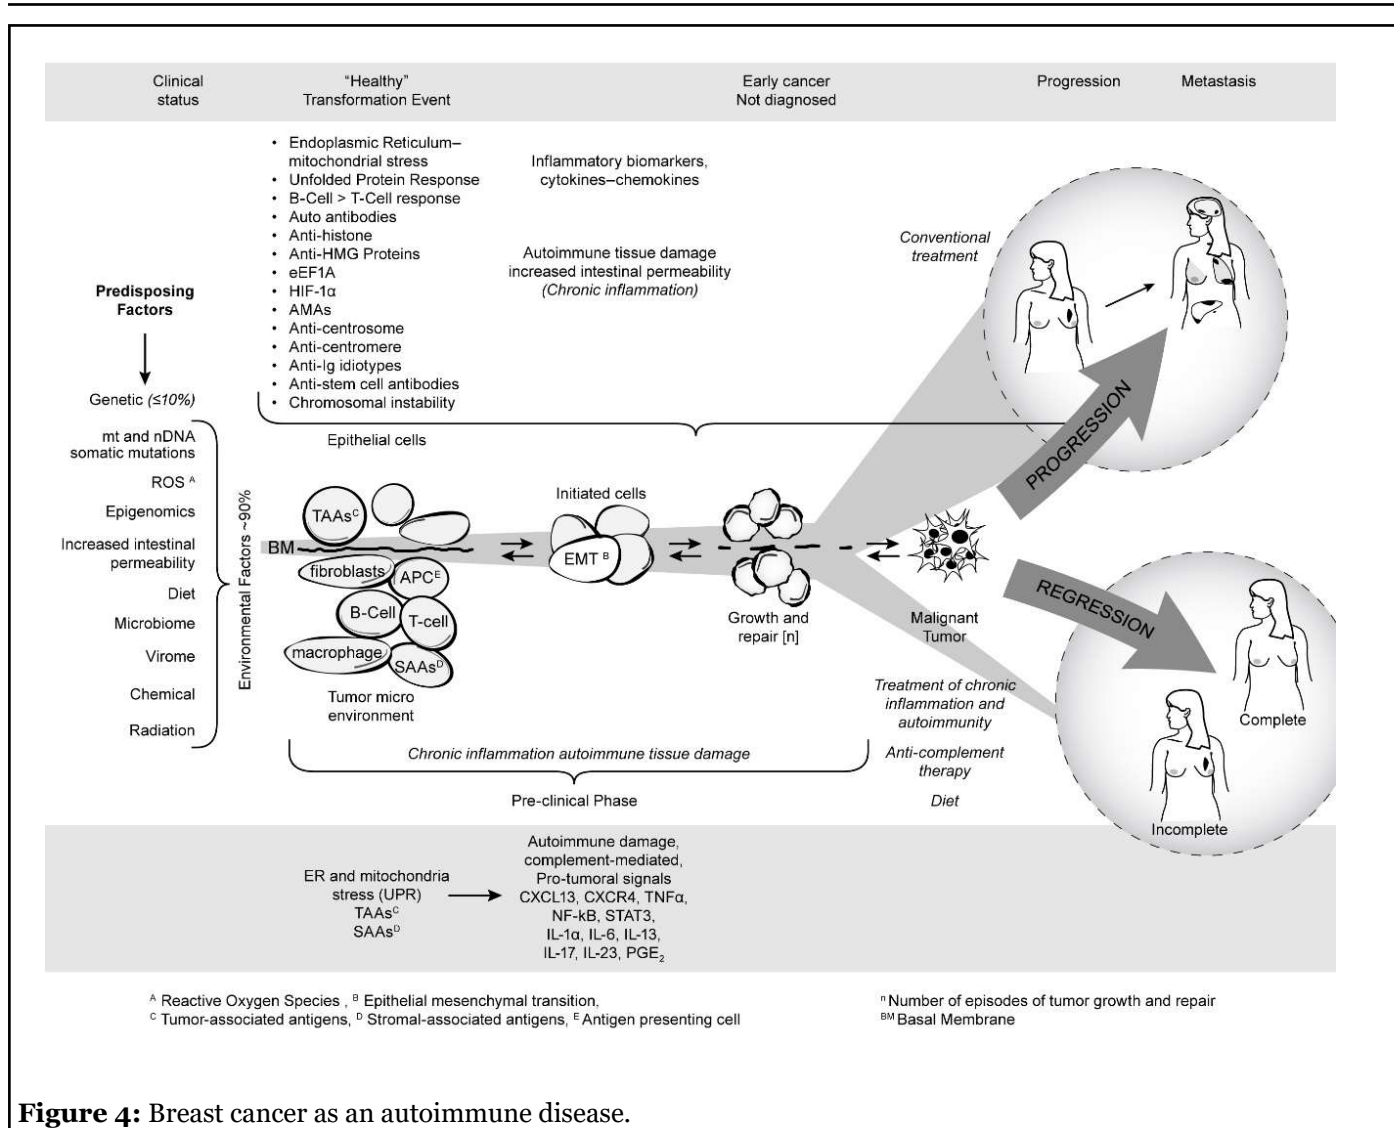 Clinical
status
"Healthy"
Transformation Event
Early cancer
Not diagnosed
Progression
Metastasis
• Endoplasmic Reticulum–
mitochondrial stress
• Unfolded Protein Response
• B-Cell > T-Cell response
• Auto antibodies
• Anti-histone
• Anti-HMG Proteins
• eEF1A
• HIF-1α
• AMAs
• Anti-centrosome
• Anti-centromere
• Anti-Ig idiotypes
• Anti-stem cell antibodies
• Chromosomal instability
Inflammatory biomarkers,
cytokines–chemokines
Autoimmune tissue damage
increased intestinal permeability
(Chronic inflammation)
Conventional
treatment
Predisposing
Factors
Genetic (≤10%)
mt and nDNA
somatic mutations
ROS A
Epigenomics
Increased intestinal
permeability
Diet
Microbiome
Virome
Chemical
Radiation
Environmental Factors ~90%
Epithelial cells
TAAsC
BM
fibroblasts
APCE
B-Cell
T-cell
macrophage
SAAsD
Tumor micro
environment
Initiated cells
EMT B
Growth and
repair [n]
Malignant
Tumor
PROGRESSION
REGRESSION
Treatment of chronic
inflammation and
autoimmunity
Anti-complement
therapy
Diet
Complete
Incomplete
Chronic inflammation autoimmune tissue damage
Pre-clinical Phase
ER and mitochondria
stress (UPR)
TAAsC
SAAsD
Autoimmune damage,
complement-mediated,
Pro-tumoral signals
CXCL13, CXCR4, TNFα,
NF-kB, STAT3,
IL-1α, IL-6, IL-13,
IL-17, IL-23, PGE2
A Reactive Oxygen Species , B Epithelial mesenchymal transition,
C Tumor-associated antigens, D Stromal-associated antigens, E Antigen presenting cell
n Number of episodes of tumor growth and repair
BM Basal Membrane
Figure 4: Breast cancer as an autoimmune disease.